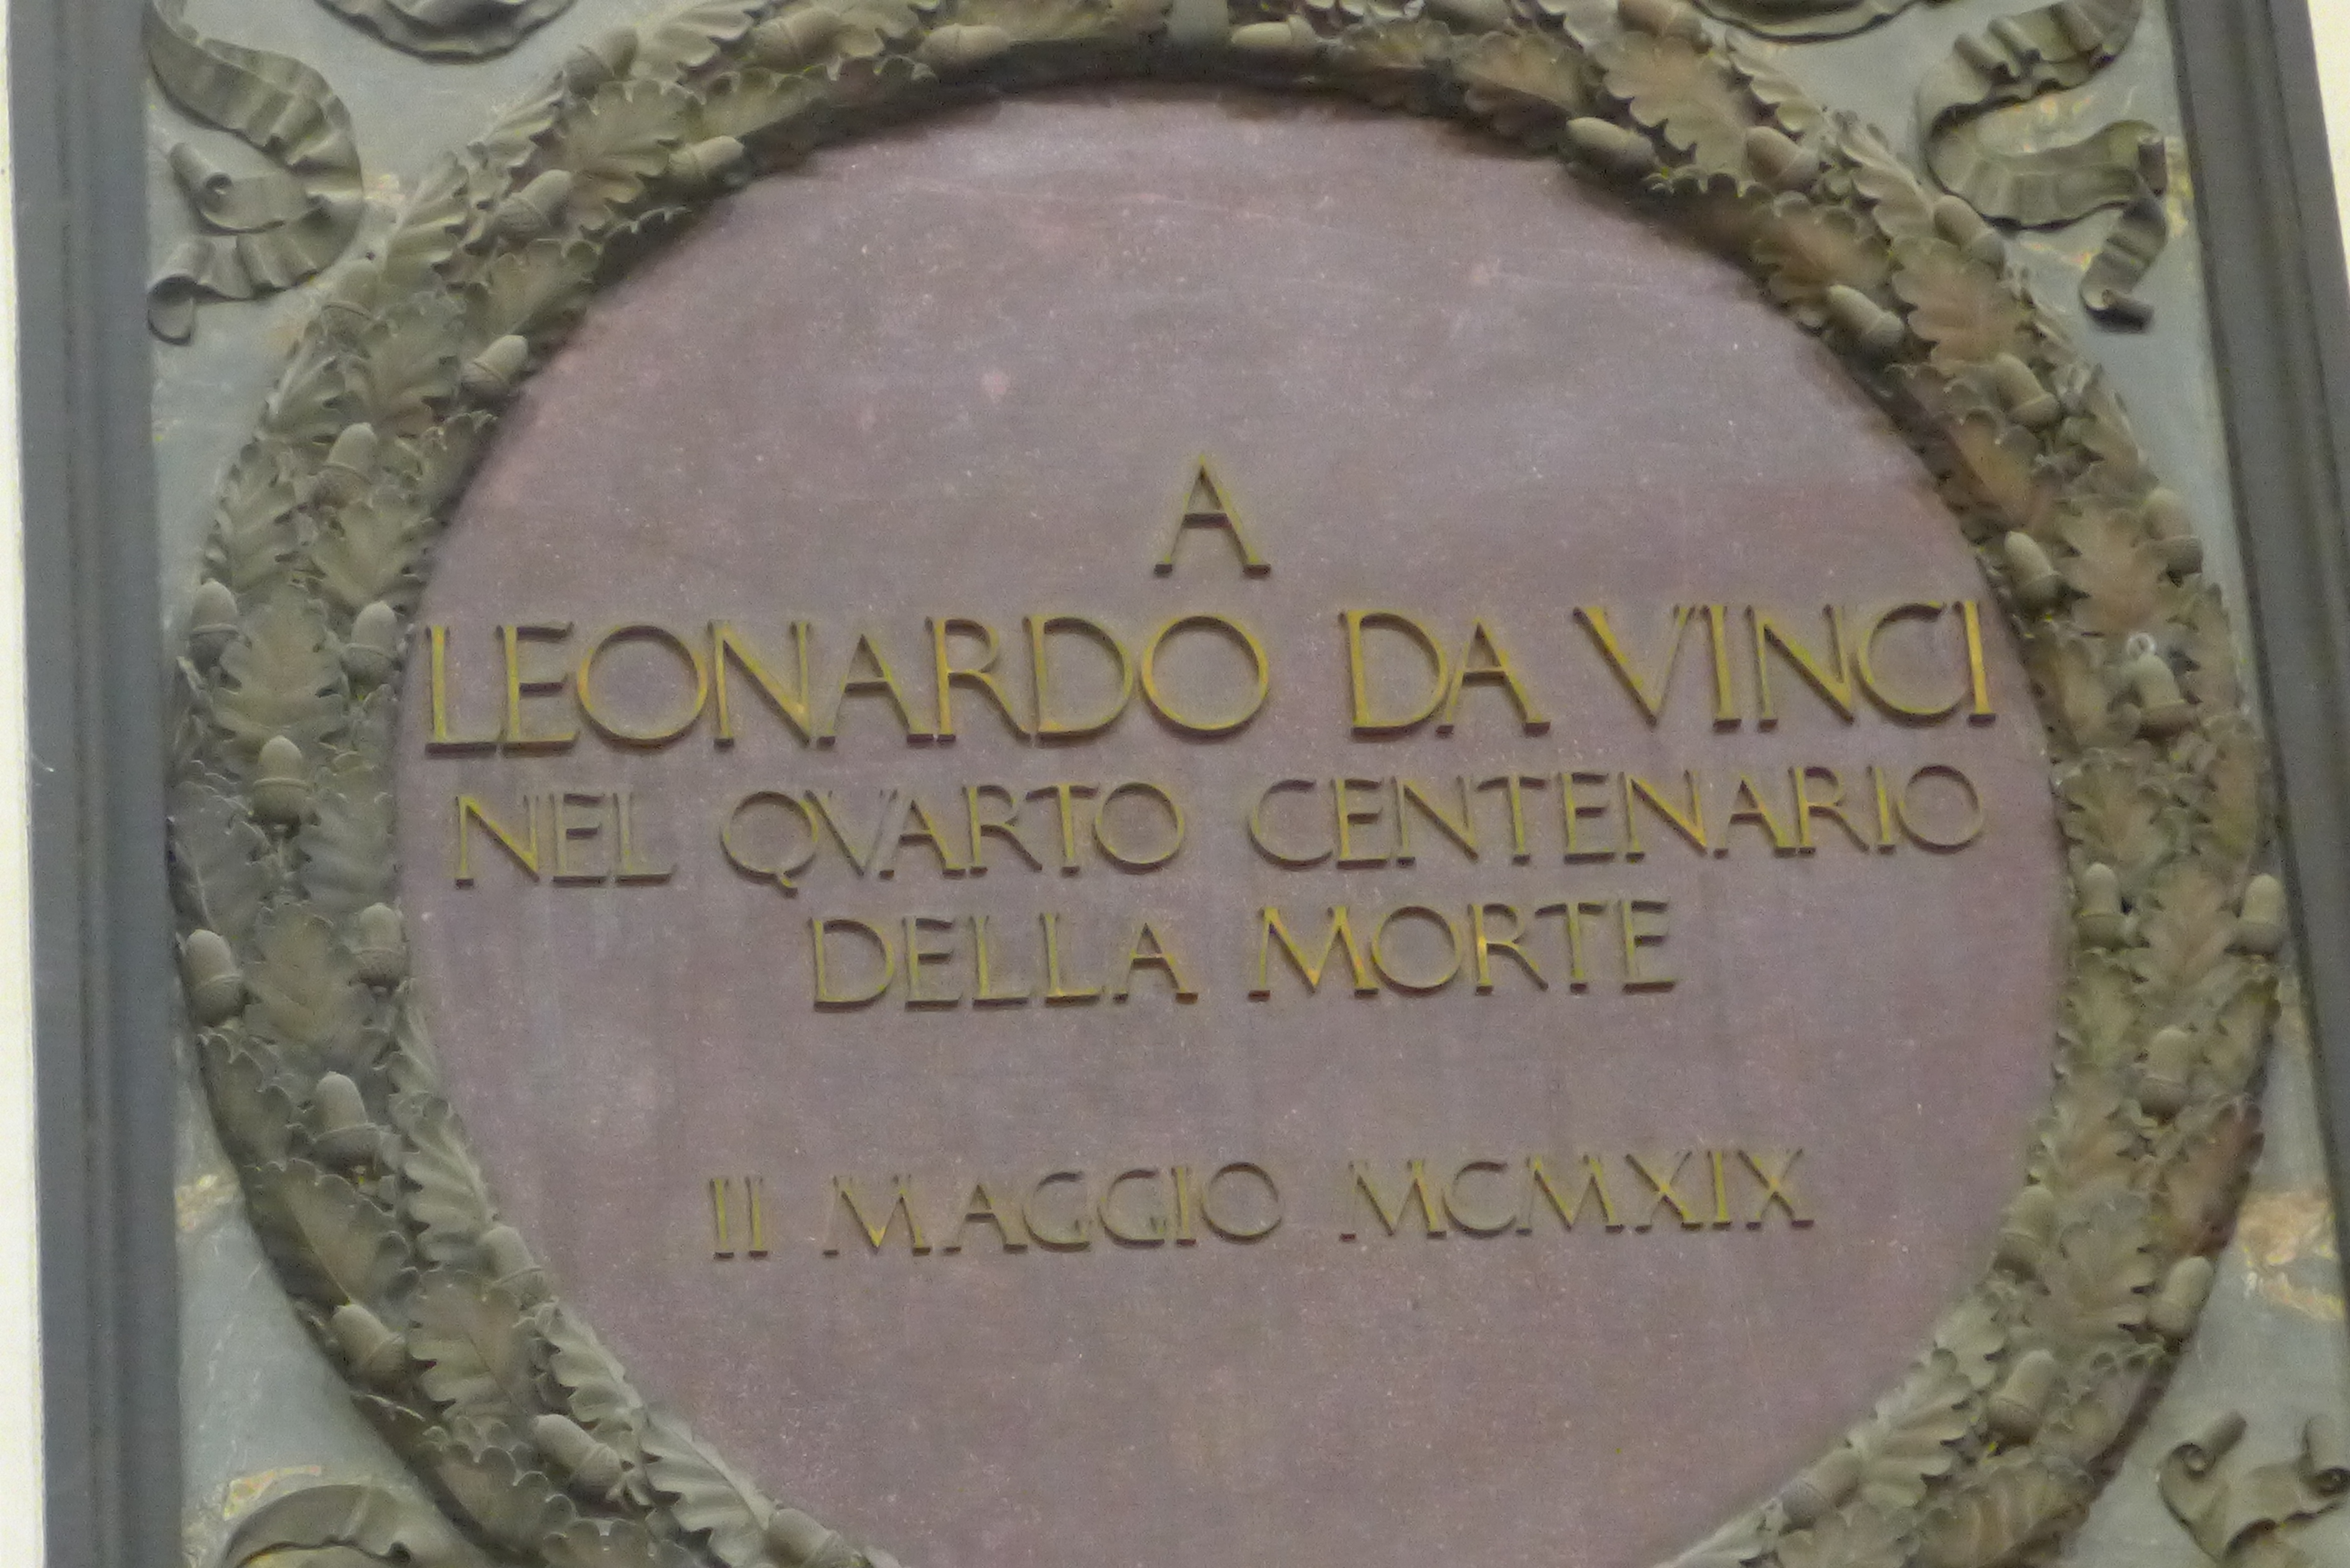 A
LEONARDO DA VINCI
NEL QVARTO CENTENARIO
DELLA MORTE
II MAGGIO MCMXIX